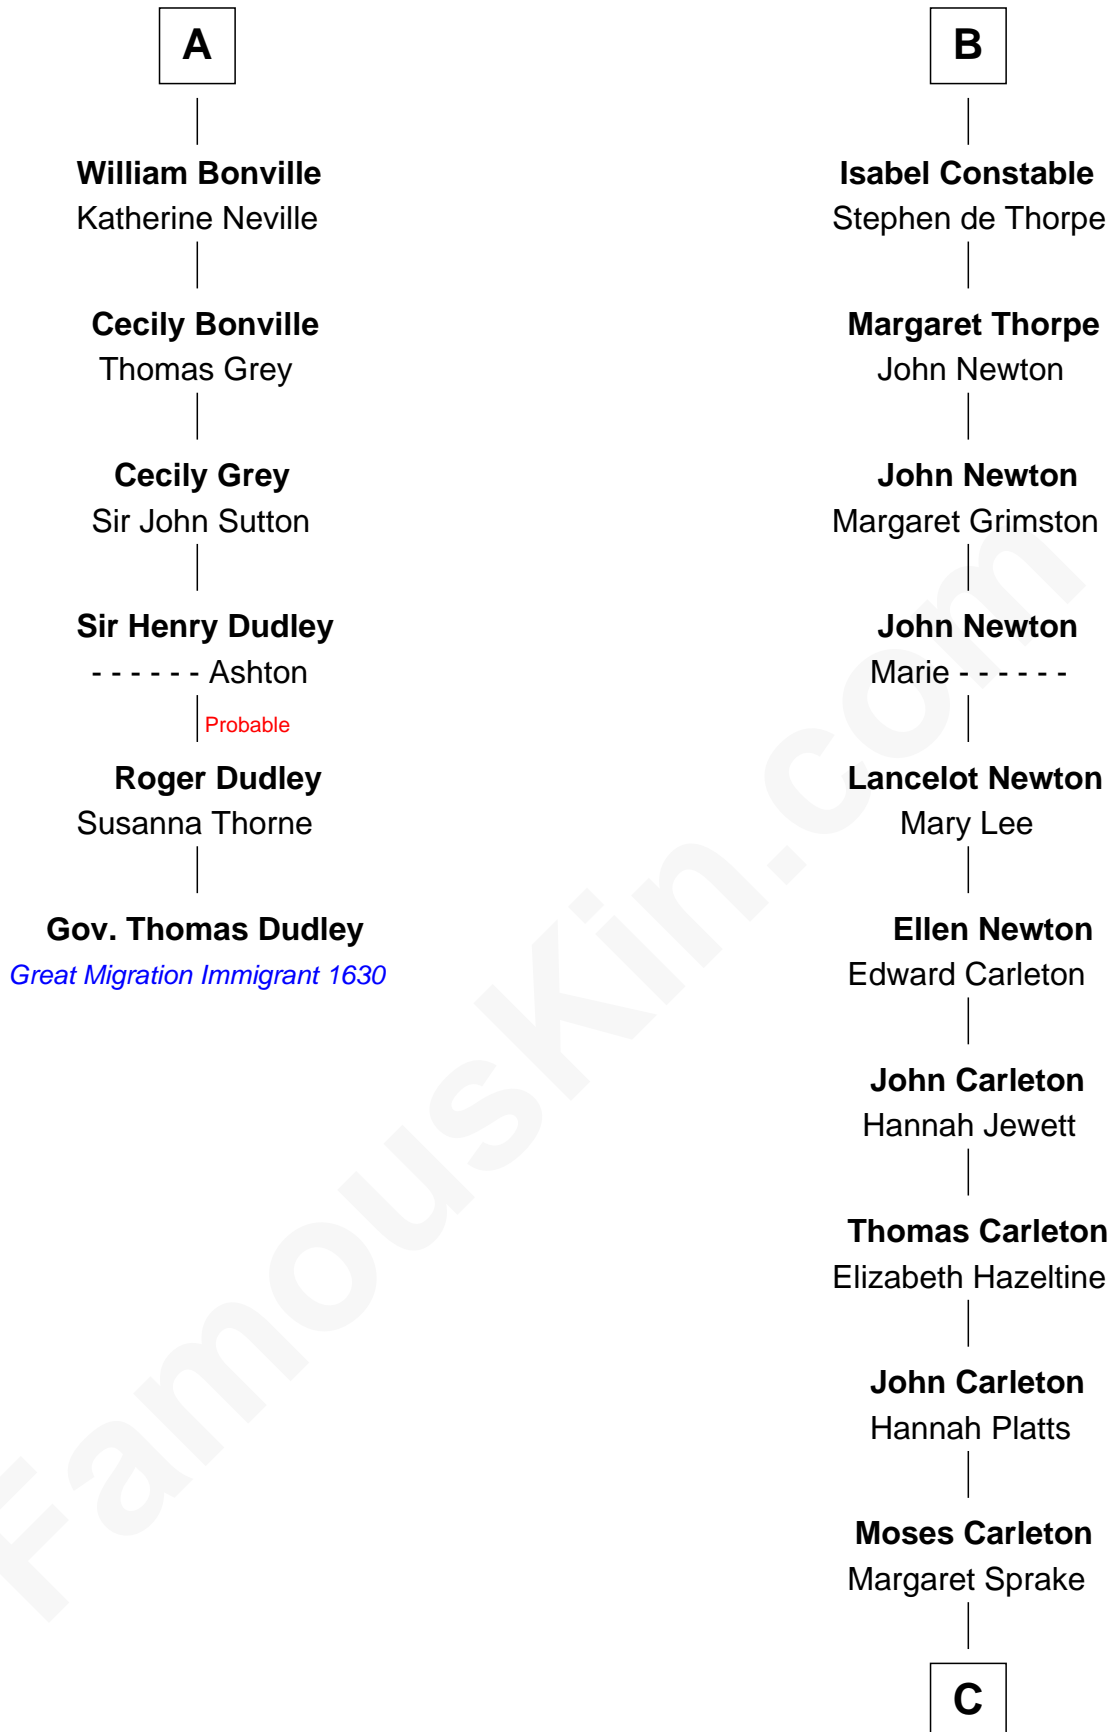 A
William Bonville
Katherine Neville
Cecily Bonville
Thomas Grey
Cecily Grey
Sir John Sutton
Sir Henry Dudley
- - - - - - Ashton
Probable
Roger Dudley
Susanna Thorne
Gov. Thomas Dudley
Great Migration Immigrant 1630
B
Isabel Constable
Stephen de Thorpe
Margaret Thorpe
John Newton
John Newton
Margaret Grimston
John Newton
Marie - - - - - -
Lancelot Newton
Mary Lee
Ellen Newton
Edward Carleton
John Carleton
Hannah Jewett
Thomas Carleton
Elizabeth Hazeltine
John Carleton
Hannah Platts
Moses Carleton
Margaret Sprake
C
FamousKin.com